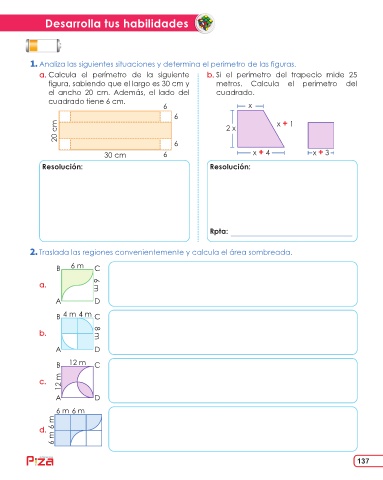 Desarrolla tus habilidades
1. Analiza las siguientes situaciones y determina el perímetro de las figuras.
a. Calcula el perímetro de la siguiente
figura, sabiendo que el largo es 30 cm y
el ancho 20 cm. Además, el lado del
cuadrado tiene 6 cm.
6
6
20 cm
6
30 cm
6
Resolución:
b. Si el perímetro del trapecio mide 25
metros. Calcula el perímetro del
cuadrado.
x
2 x
x + 1
x + 4
x + 3
Resolución:
Rpta:
2. Traslada las regiones convenientemente y calcula el área sombreada.
a.
B 6 m C
6 m
A D
b.
B 4 m 4 m C
8 m
A D
c.
B 12 m C
12 m
A D
d.
6 m 6 m
6 m 6 m
Piza
137